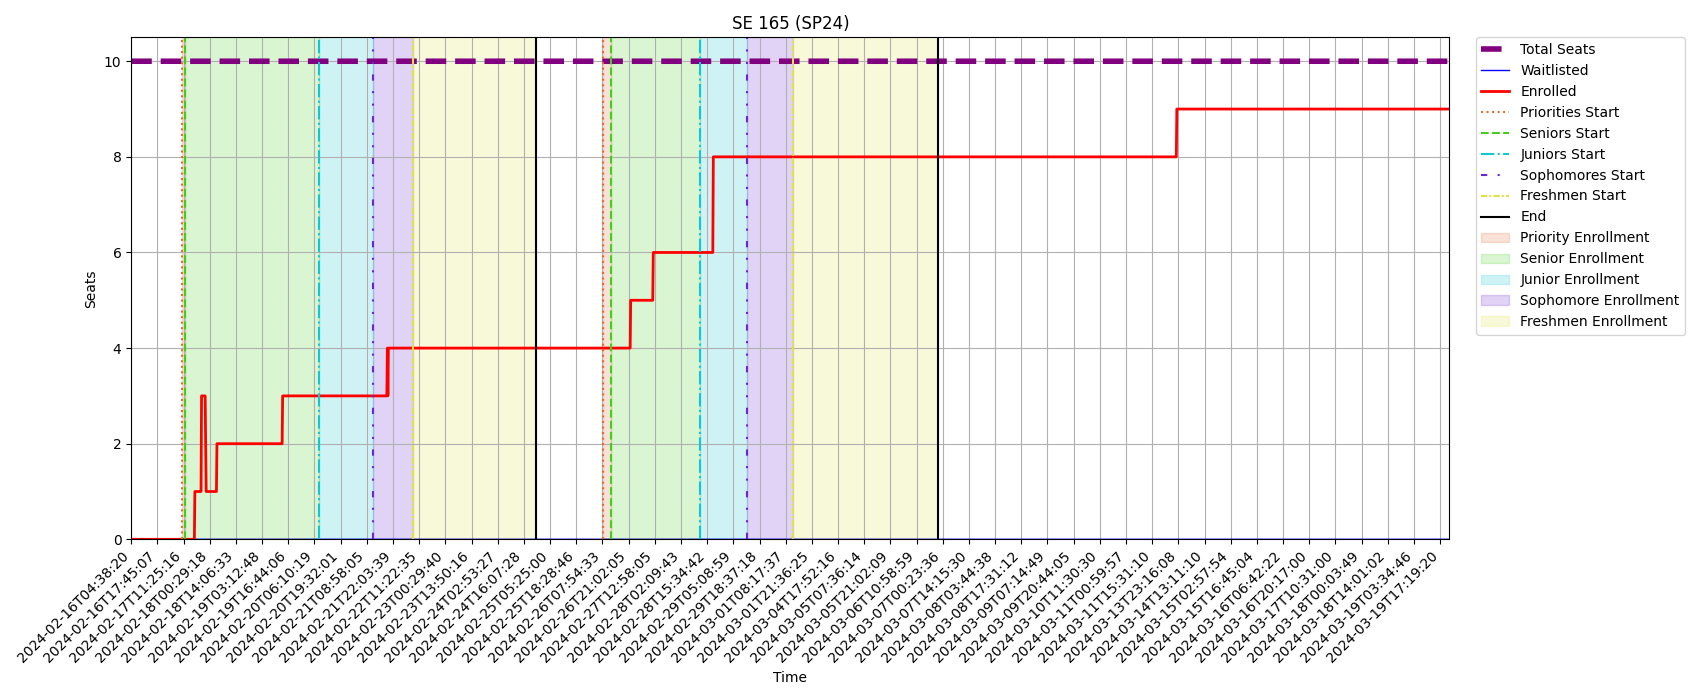 SE 165 (SP24)
10
8
6
4
2
0
Seats
2024-02-16T04:38:20
2024-02-16T17:45:07
2024-02-17T11:25:16
2024-02-18T00:29:18
2024-02-18T14:06:33
2024-02-19T03:12:48
2024-02-19T16:44:06
2024-02-20T06:10:19
2024-02-20T19:32:01
2024-02-21T08:58:05
2024-02-21T22:03:39
2024-02-22T11:22:35
2024-02-23T00:29:40
2024-02-23T13:50:16
2024-02-24T02:53:27
2024-02-24T16:07:28
2024-02-25T05:25:00
2024-02-25T18:28:46
2024-02-26T07:54:33
2024-02-26T21:02:05
2024-02-27T12:58:05
2024-02-28T02:09:43
2024-02-28T15:34:42
2024-02-29T05:08:59
2024-02-29T18:37:18
2024-03-01T08:17:37
2024-03-01T21:36:25
2024-03-04T17:52:16
2024-03-05T07:36:14
2024-03-05T21:02:09
2024-03-06T10:58:59
2024-03-07T00:23:36
2024-03-07T14:15:30
2024-03-08T03:44:38
2024-03-08T17:31:12
2024-03-09T07:14:49
2024-03-09T20:44:05
2024-03-10T11:30:30
2024-03-11T00:59:57
2024-03-11T15:31:10
2024-03-13T23:16:08
2024-03-14T13:11:10
2024-03-15T02:57:54
2024-03-15T16:45:04
2024-03-16T06:42:22
2024-03-16T20:17:00
2024-03-17T10:31:00
2024-03-18T00:03:49
2024-03-18T14:01:02
2024-03-19T03:34:46
2024-03-19T17:19:20
Time
Total Seats
Waitlisted
Enrolled
Priorities Start
Seniors Start
Juniors Start
Sophomores Start
Freshmen Start
End
Priority Enrollment
Senior Enrollment
Junior Enrollment
Sophomore Enrollment
Freshmen Enrollment